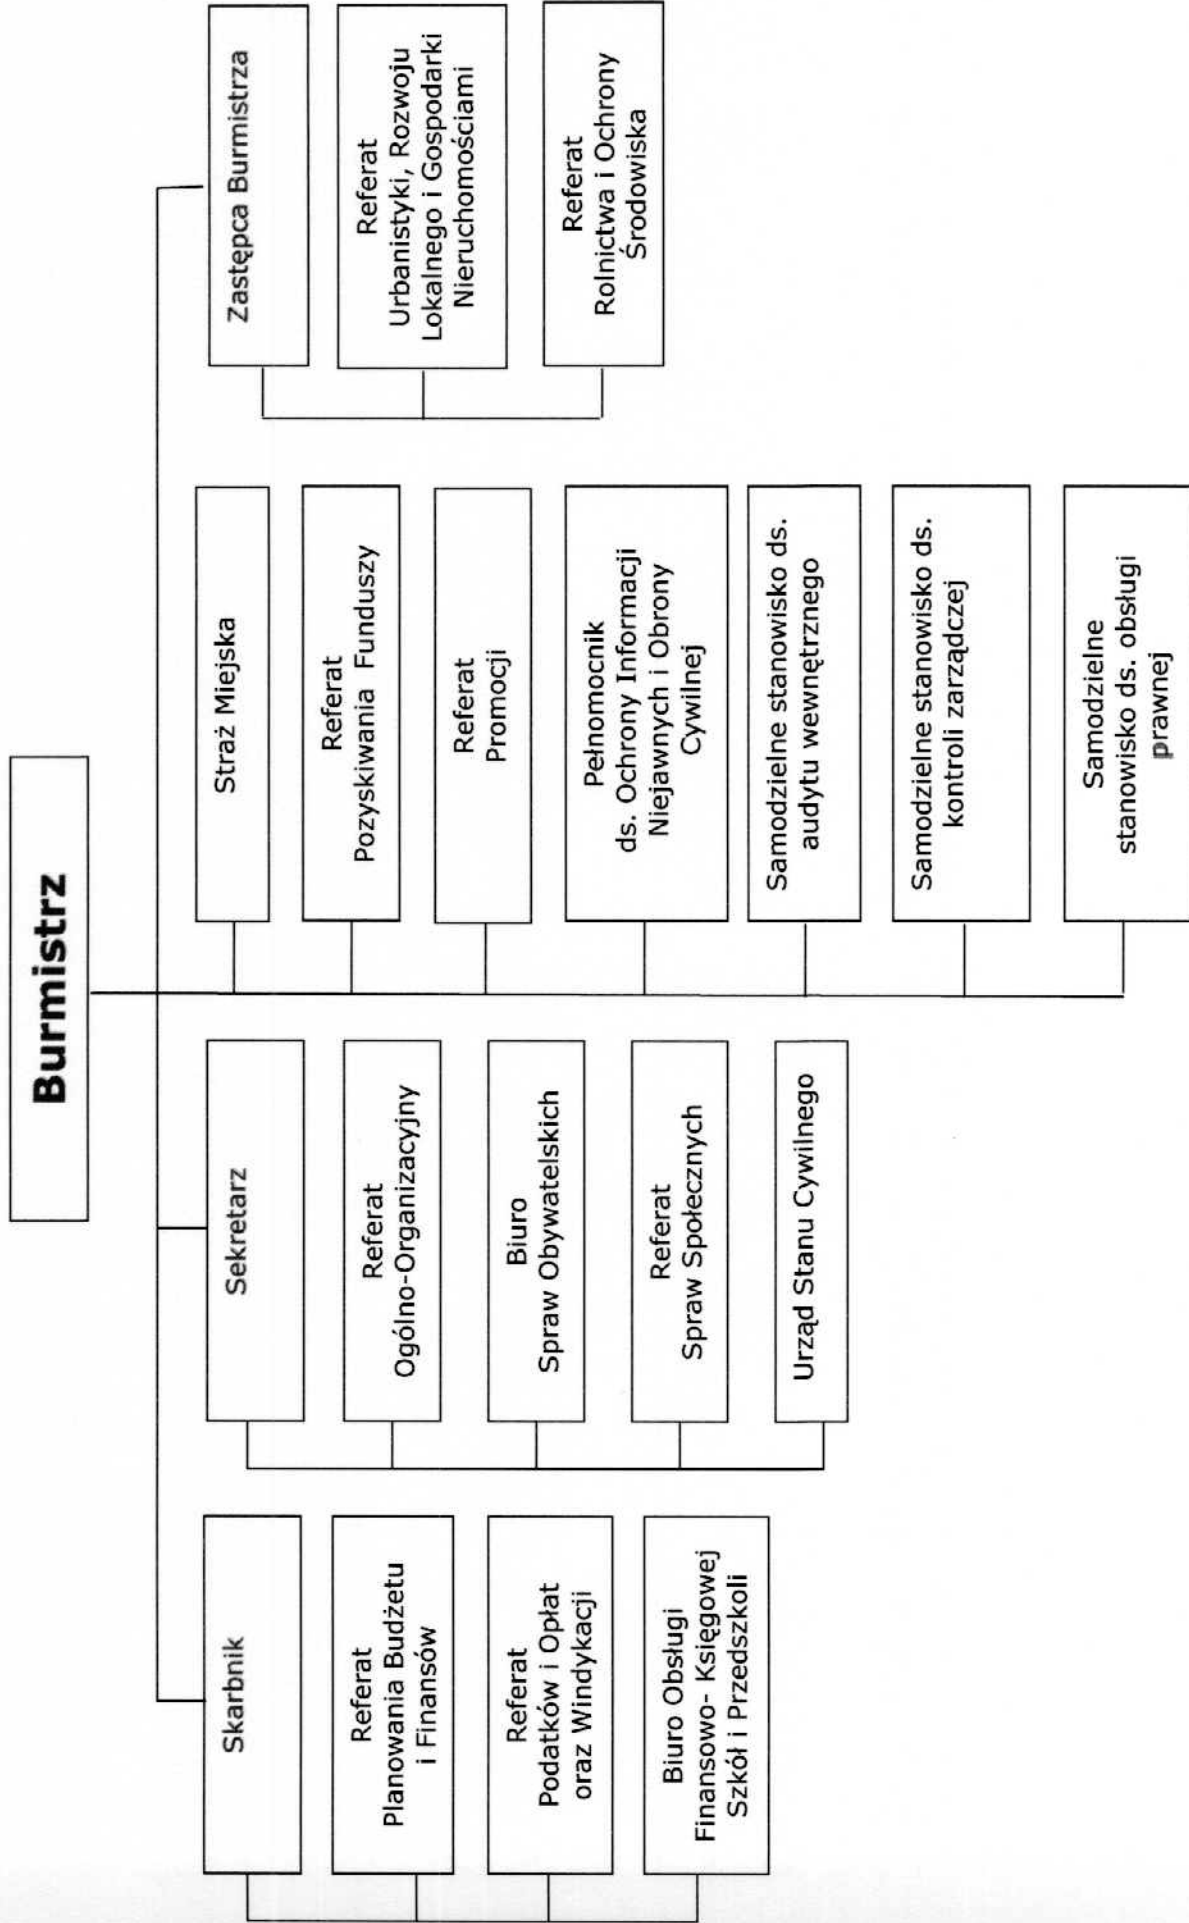 Burmistrz
Skarbnik
Referat
Planowania Budżetu
i Finansów
Referat
Podatków i Opłat
oraz Windykacji
Biuro Obsługi
Finansowo- Księgowej
Szkół i Przedszkoli
Sekretarz
Referat
Ogólno-Organizacyjny
Biuro
Spraw Obywatelskich
Referat
Spraw Społecznych
Urząd Stanu Cywilnego
Straż Miejska
Referat
Pozyskiwania Funduszy
Referat
Promocji
Pełnomocnik
ds. Ochrony Informacji
Niejawnych i Obrony
Cywilnej
Samodzielne stanowisko ds.
audytu wewnętrznego
Samodzielne stanowisko ds.
kontroli zarządczej
Samodzielne
stanowisko ds. obsługi
prawnej
Zastępca Burmistrza
Referat
Urbanistyki, Rozwoju
Lokalnego i Gospodarki
Nieruchomościami
Referat
Rolnictwa i Ochrony
Środowiska